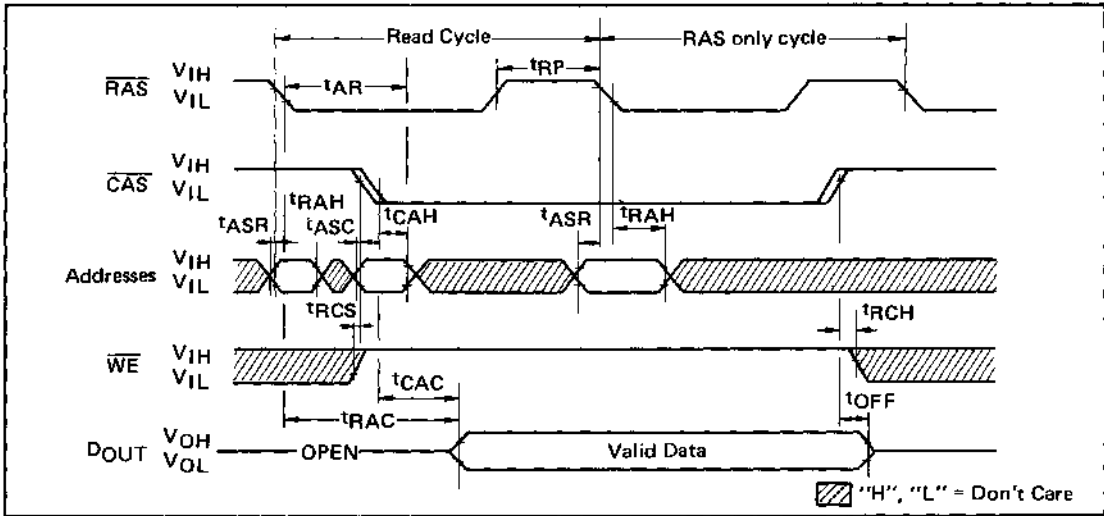 Read Cycle
RAS only cycle
RAS
VIH
VIL
tAR
tRP
CAS
VIH
VIL
tASR
tRAH
tASC
tCAH
tASR
tRAH
Addresses
VIH
VIL
tRCS
tRCH
WE
VIH
VIL
tCAC
tOFF
tRAC
DOUT
VOH
VOL
OPEN
Valid Data
"H", "L" = Don't Care